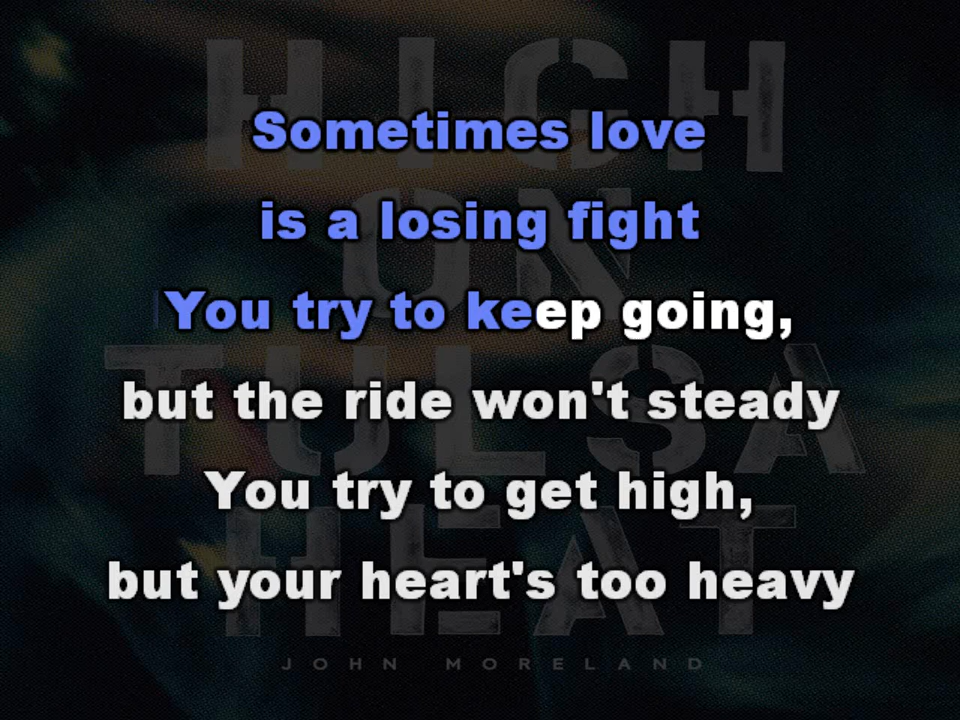 HIGH
ON
TULSA
HEAT
JOHN MORELAND
Sometimes love
is a losing fight
You try to keep going,
but the ride won't steady
You try to get high,
but your heart's too heavy